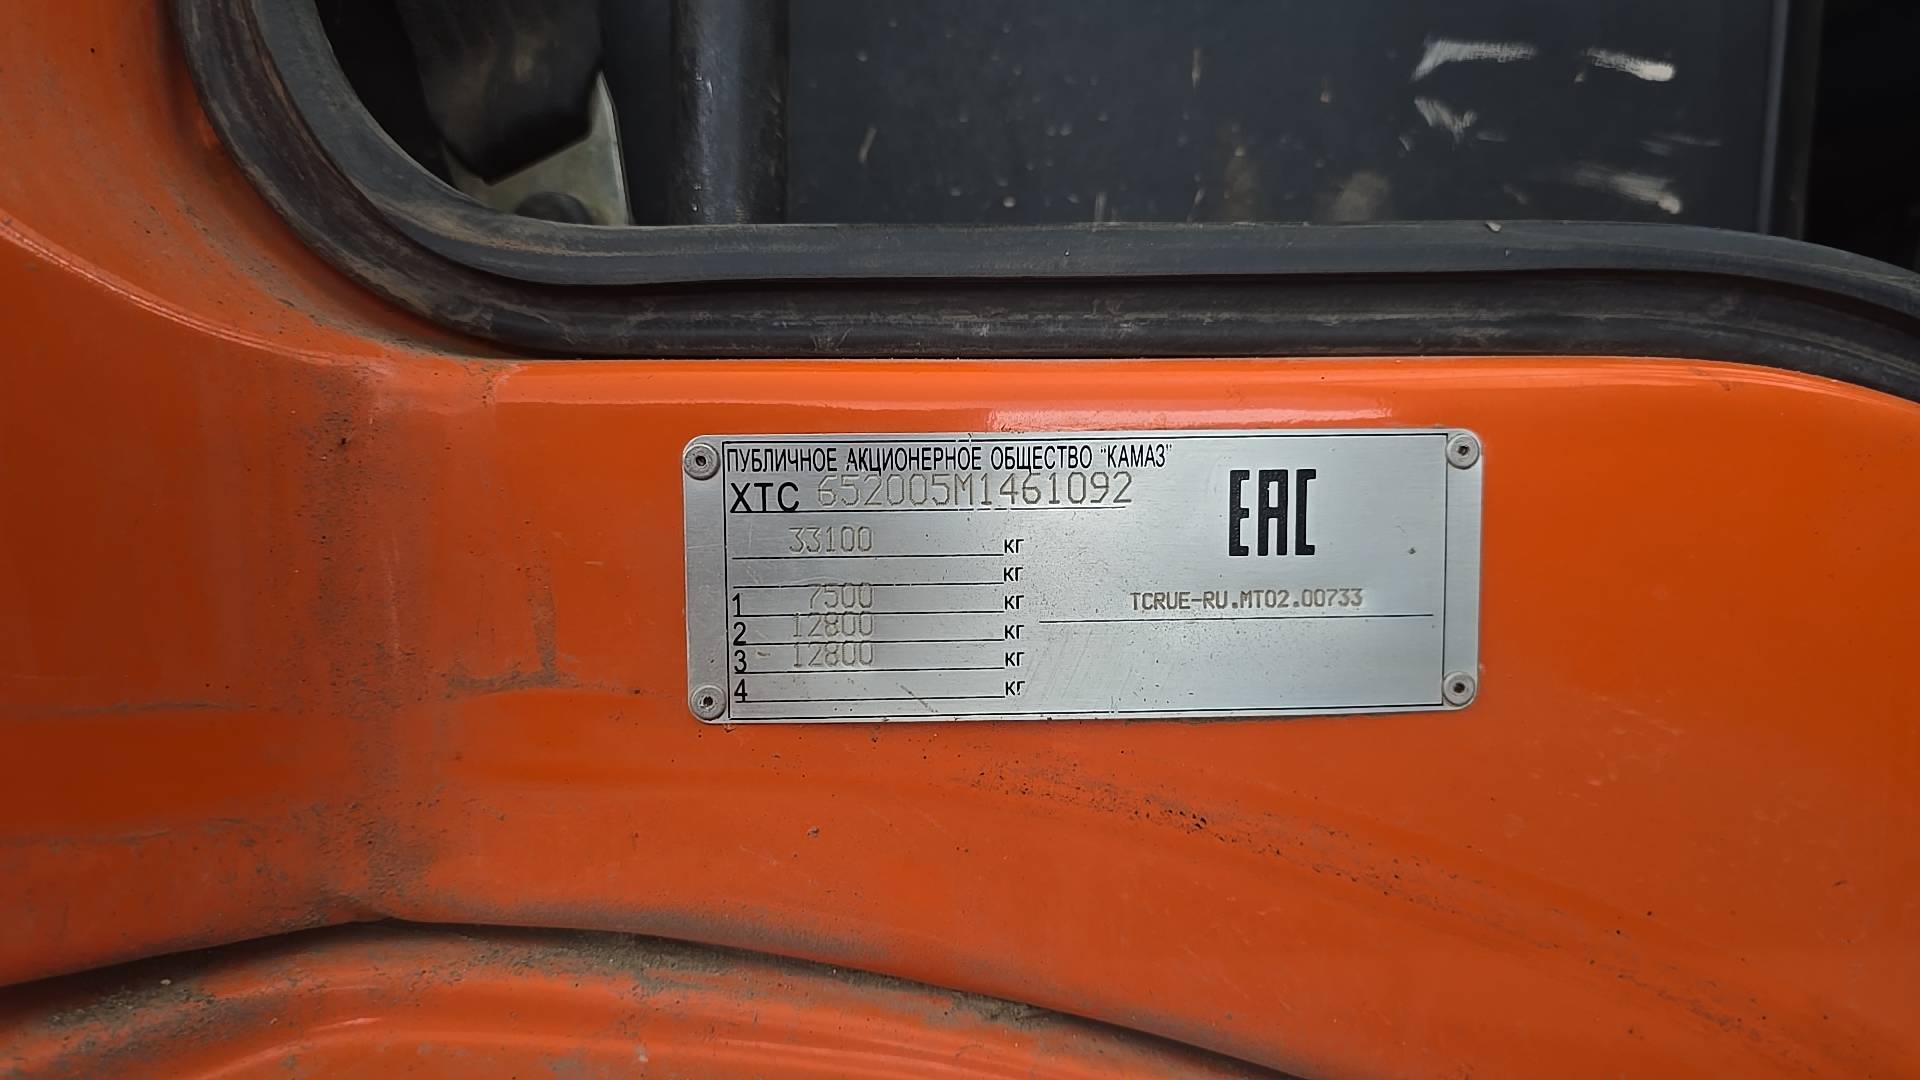 ПУБЛИЧНОЕ АКЦИОНЕРНОЕ ОБЩЕСТВО "КАМАЗ"
XTC 652005M1461092
EAC
33100 кг
кг
1 7500 кг
TCRUE-RU.MT02.00733
2 12800 кг
3 - 12800 кг
4 кг